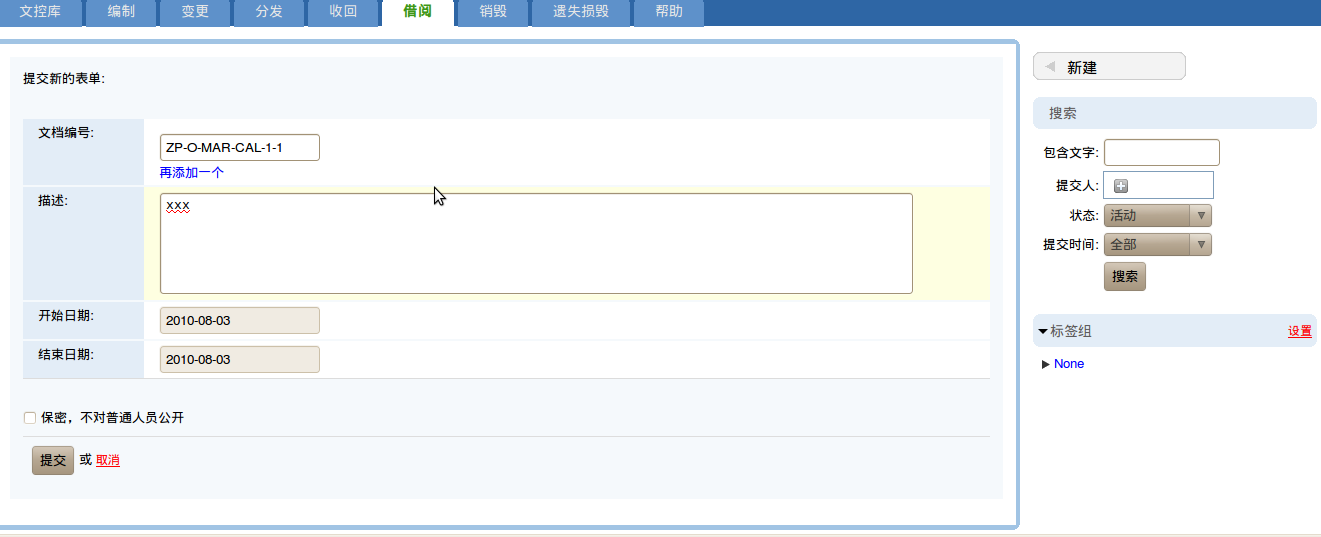 文控库 编制 变更 分发 收回 借阅 销毁 遗失损毁 帮助
提交新的表单:
文档编号:
ZP-O-MAR-CAL-1-1
再添加一个
描述:
xxx
开始日期:
2010-08-03
结束日期:
2010-08-03
保密，不对普通人员公开
提交 或 取消
新建
搜索
包含文字:
提交人:
状态: 活动
提交时间: 全部
搜索
标签组 设置
None